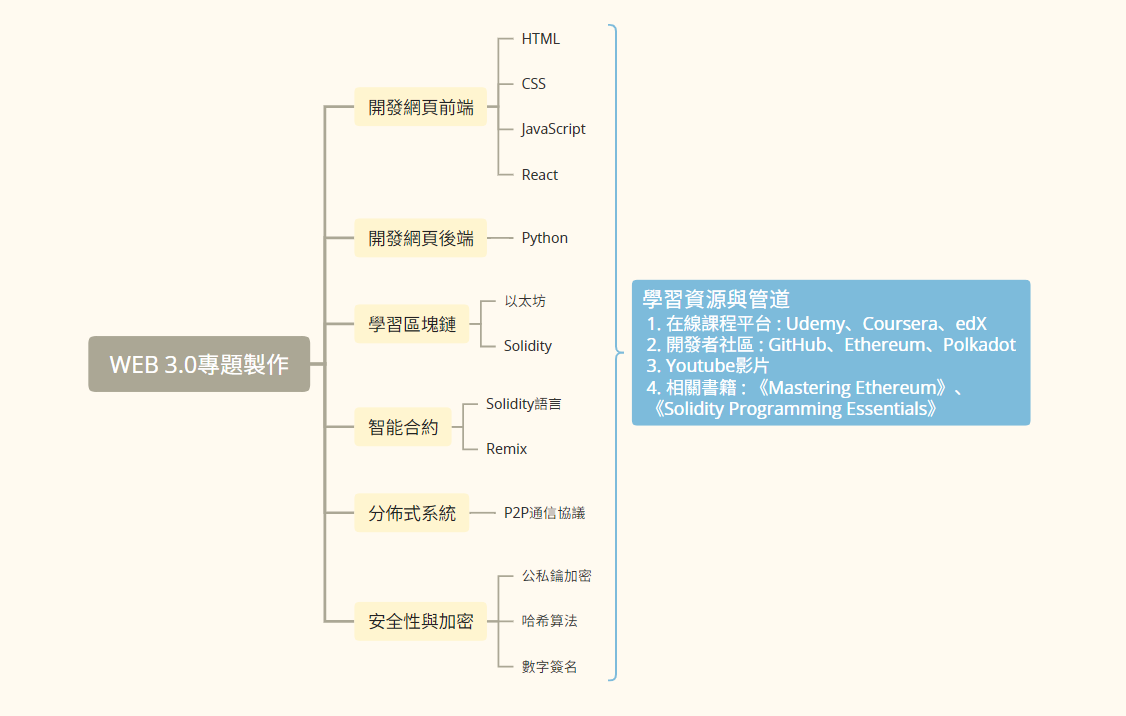 WEB 3.0專題製作
開發網頁前端
HTML
CSS
JavaScript
React
開發網頁後端
Python
學習區塊鏈
以太坊
Solidity
智能合約
Solidity語言
Remix
分佈式系統
P2P通信協議
安全性與加密
公私鑰加密
哈希算法
數字簽名
學習資源與管道
1. 在線課程平台 : Udemy、Coursera、edX
2. 開發者社區 : GitHub、Ethereum、Polkadot
3. Youtube影片
4. 相關書籍 : 《Mastering Ethereum》、
《Solidity Programming Essentials》